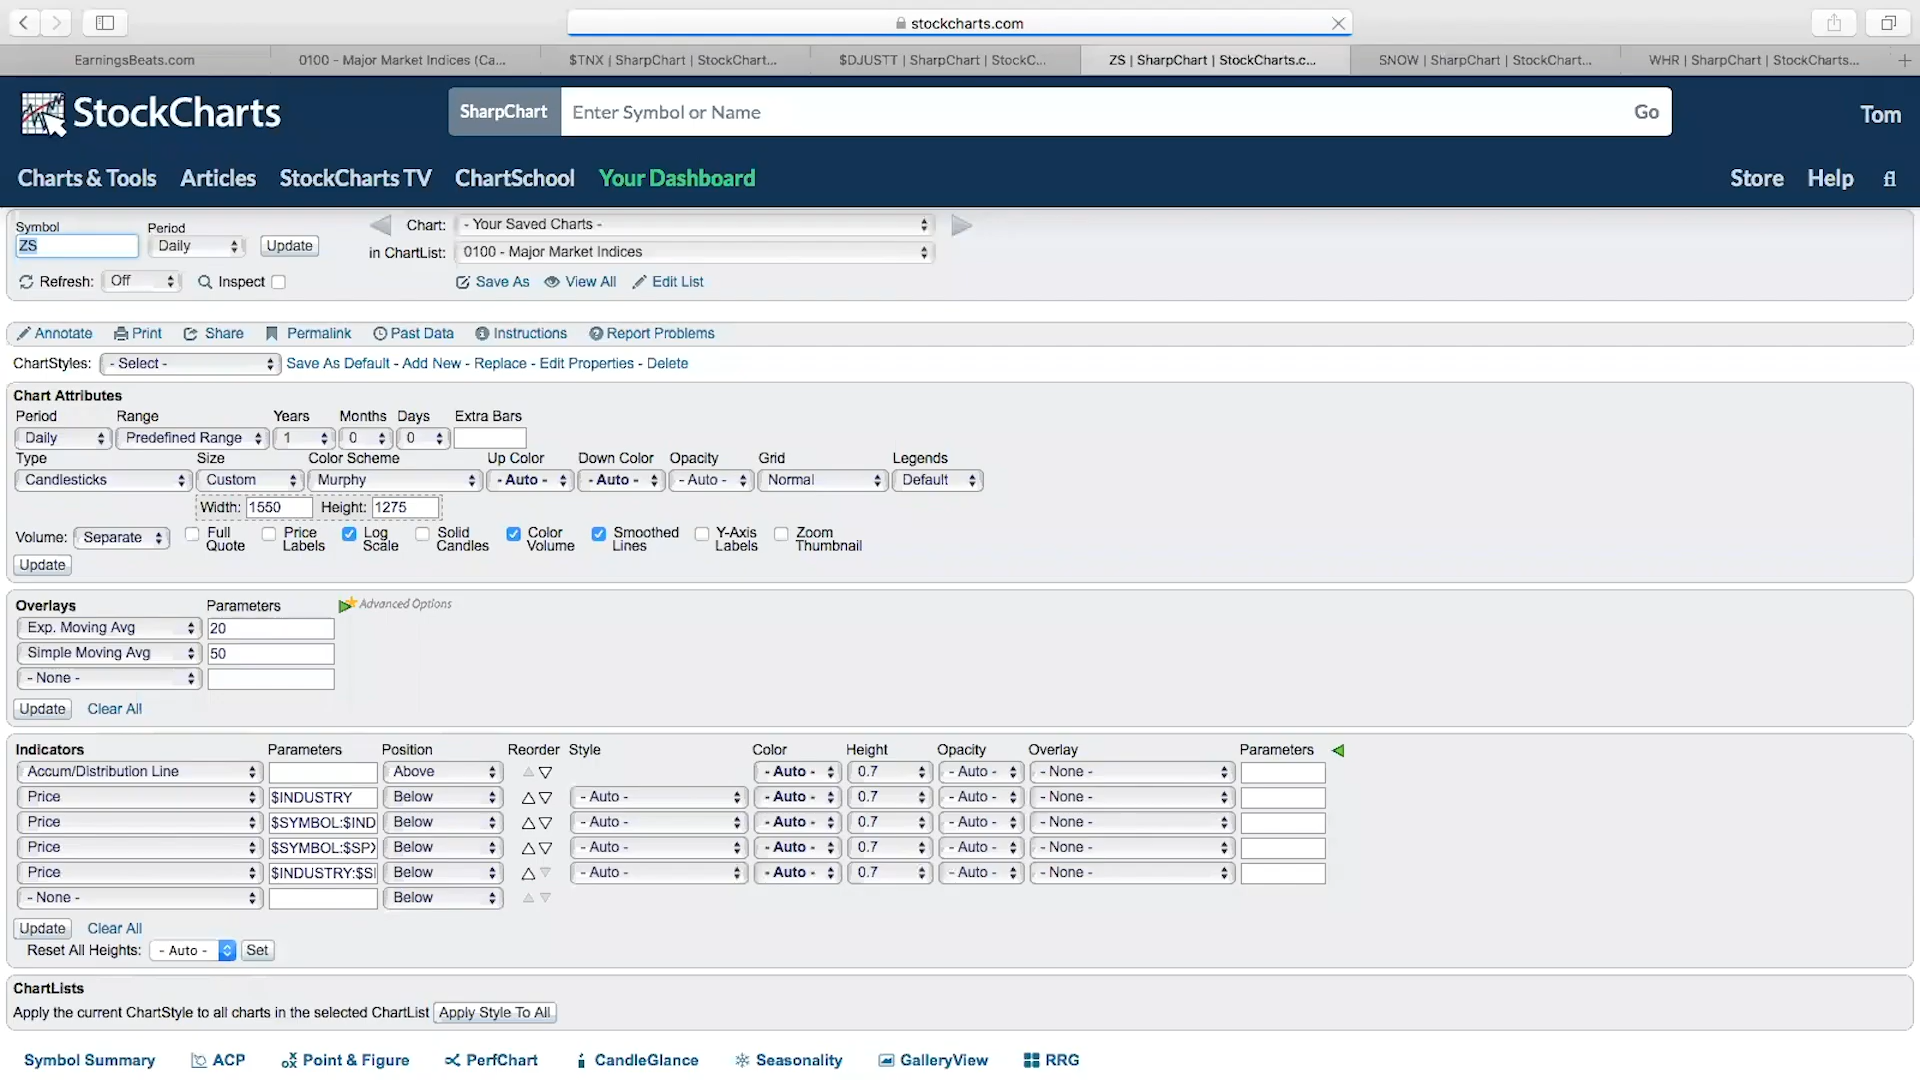 stockcharts.com
EarningsBeats.com
0100 - Major Market Indices (Ca...
$TNX | SharpChart | StockChart...
$DJUSTT | SharpChart | StockC...
ZS | SharpChart | StockCharts.c...
SNOW | SharpChart | StockChart...
WHR | SharpChart | StockCharts...
StockCharts
SharpChart
Enter Symbol or Name
Go
Tom
Charts & Tools
Articles
StockCharts TV
ChartSchool
Your Dashboard
Store
Help
Symbol
Period
Chart:
- Your Saved Charts -
ZS
Daily
Update
in ChartList:
0100 - Major Market Indices
Refresh:
Off
Inspect
Save As
View All
Edit List
Annotate
Print
Share
Permalink
Past Data
Instructions
Report Problems
ChartStyles:
- Select -
Save As Default - Add New - Replace - Edit Properties - Delete
Chart Attributes
Period Range Years Months Days Extra Bars
Daily Predefined Range 1 0 0
Type Size Color Scheme Up Color Down Color Opacity Grid Legends
Candlesticks Custom Murphy - Auto - - Auto - - Auto - Normal Default
Width: 1550 Height: 1275
Volume: Separate
Full Quote
Price Labels
Log Scale
Solid Candles
Color Volume
Smoothed Lines
Y-Axis Labels
Zoom Thumbnail
Update
Overlays Parameters Advanced Options
Exp. Moving Avg 20
Simple Moving Avg 50
- None -
Update Clear All
Indicators Parameters Position Reorder Style Color Height Opacity Overlay Parameters
Accum/Distribution Line Above - Auto - 0.7 - Auto - - None -
Price $INDUSTRY Below - Auto - - Auto - 0.7 - Auto - - None -
Price $SYMBOL:$IND Below - Auto - - Auto - 0.7 - Auto - - None -
Price $SYMBOL:$SPX Below - Auto - - Auto - 0.7 - Auto - - None -
Price $INDUSTRY:$SI Below - Auto - - Auto - 0.7 - Auto - - None -
- None - Below
Update Clear All
Reset All Heights: - Auto - Set
ChartLists
Apply the current ChartStyle to all charts in the selected ChartList Apply Style To All
Symbol Summary
ACP
Point & Figure
PerfChart
CandleGlance
Seasonality
GalleryView
RRG